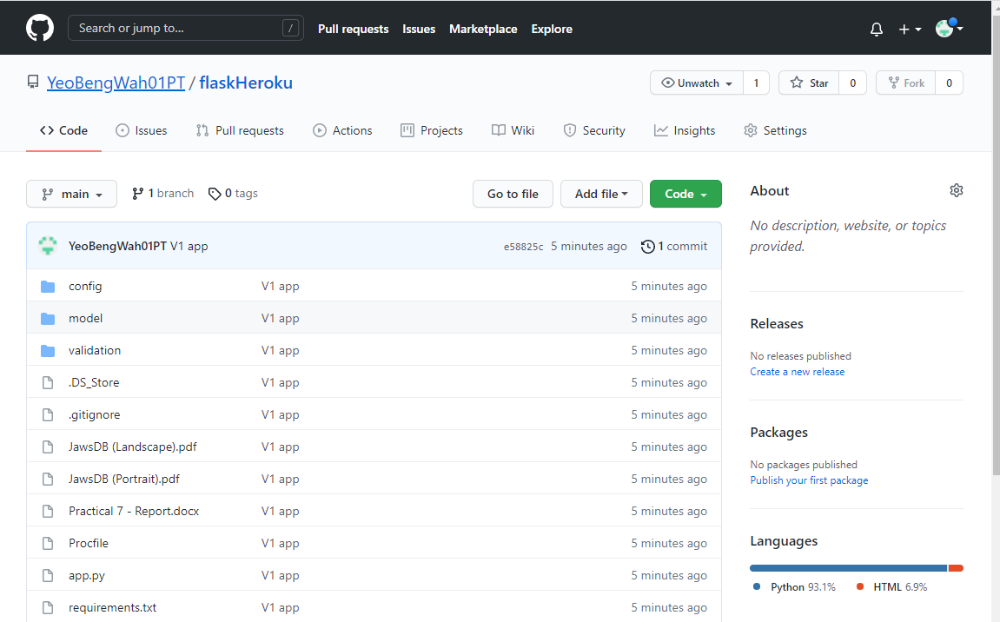 Search or jump to... / Pull requests Issues Marketplace Explore
YeoBengWah01PT / flaskHeroku Unwatch 1 Star 0 Fork 0
Code Issues Pull requests Actions Projects Wiki Security Insights Settings
main 1 branch 0 tags Go to file Add file Code
YeoBengWah01PT V1 app e58825c 5 minutes ago 1 commit
config V1 app 5 minutes ago
model V1 app 5 minutes ago
validation V1 app 5 minutes ago
.DS_Store V1 app 5 minutes ago
.gitignore V1 app 5 minutes ago
JawsDB (Landscape).pdf V1 app 5 minutes ago
JawsDB (Portrait).pdf V1 app 5 minutes ago
Practical 7 - Report.docx V1 app 5 minutes ago
Procfile V1 app 5 minutes ago
app.py V1 app 5 minutes ago
requirements.txt V1 app 5 minutes ago
About
No description, website, or topics
provided.
Releases
No releases published
Create a new release
Packages
No packages published
Publish your first package
Languages
Python 93.1% HTML 6.9%